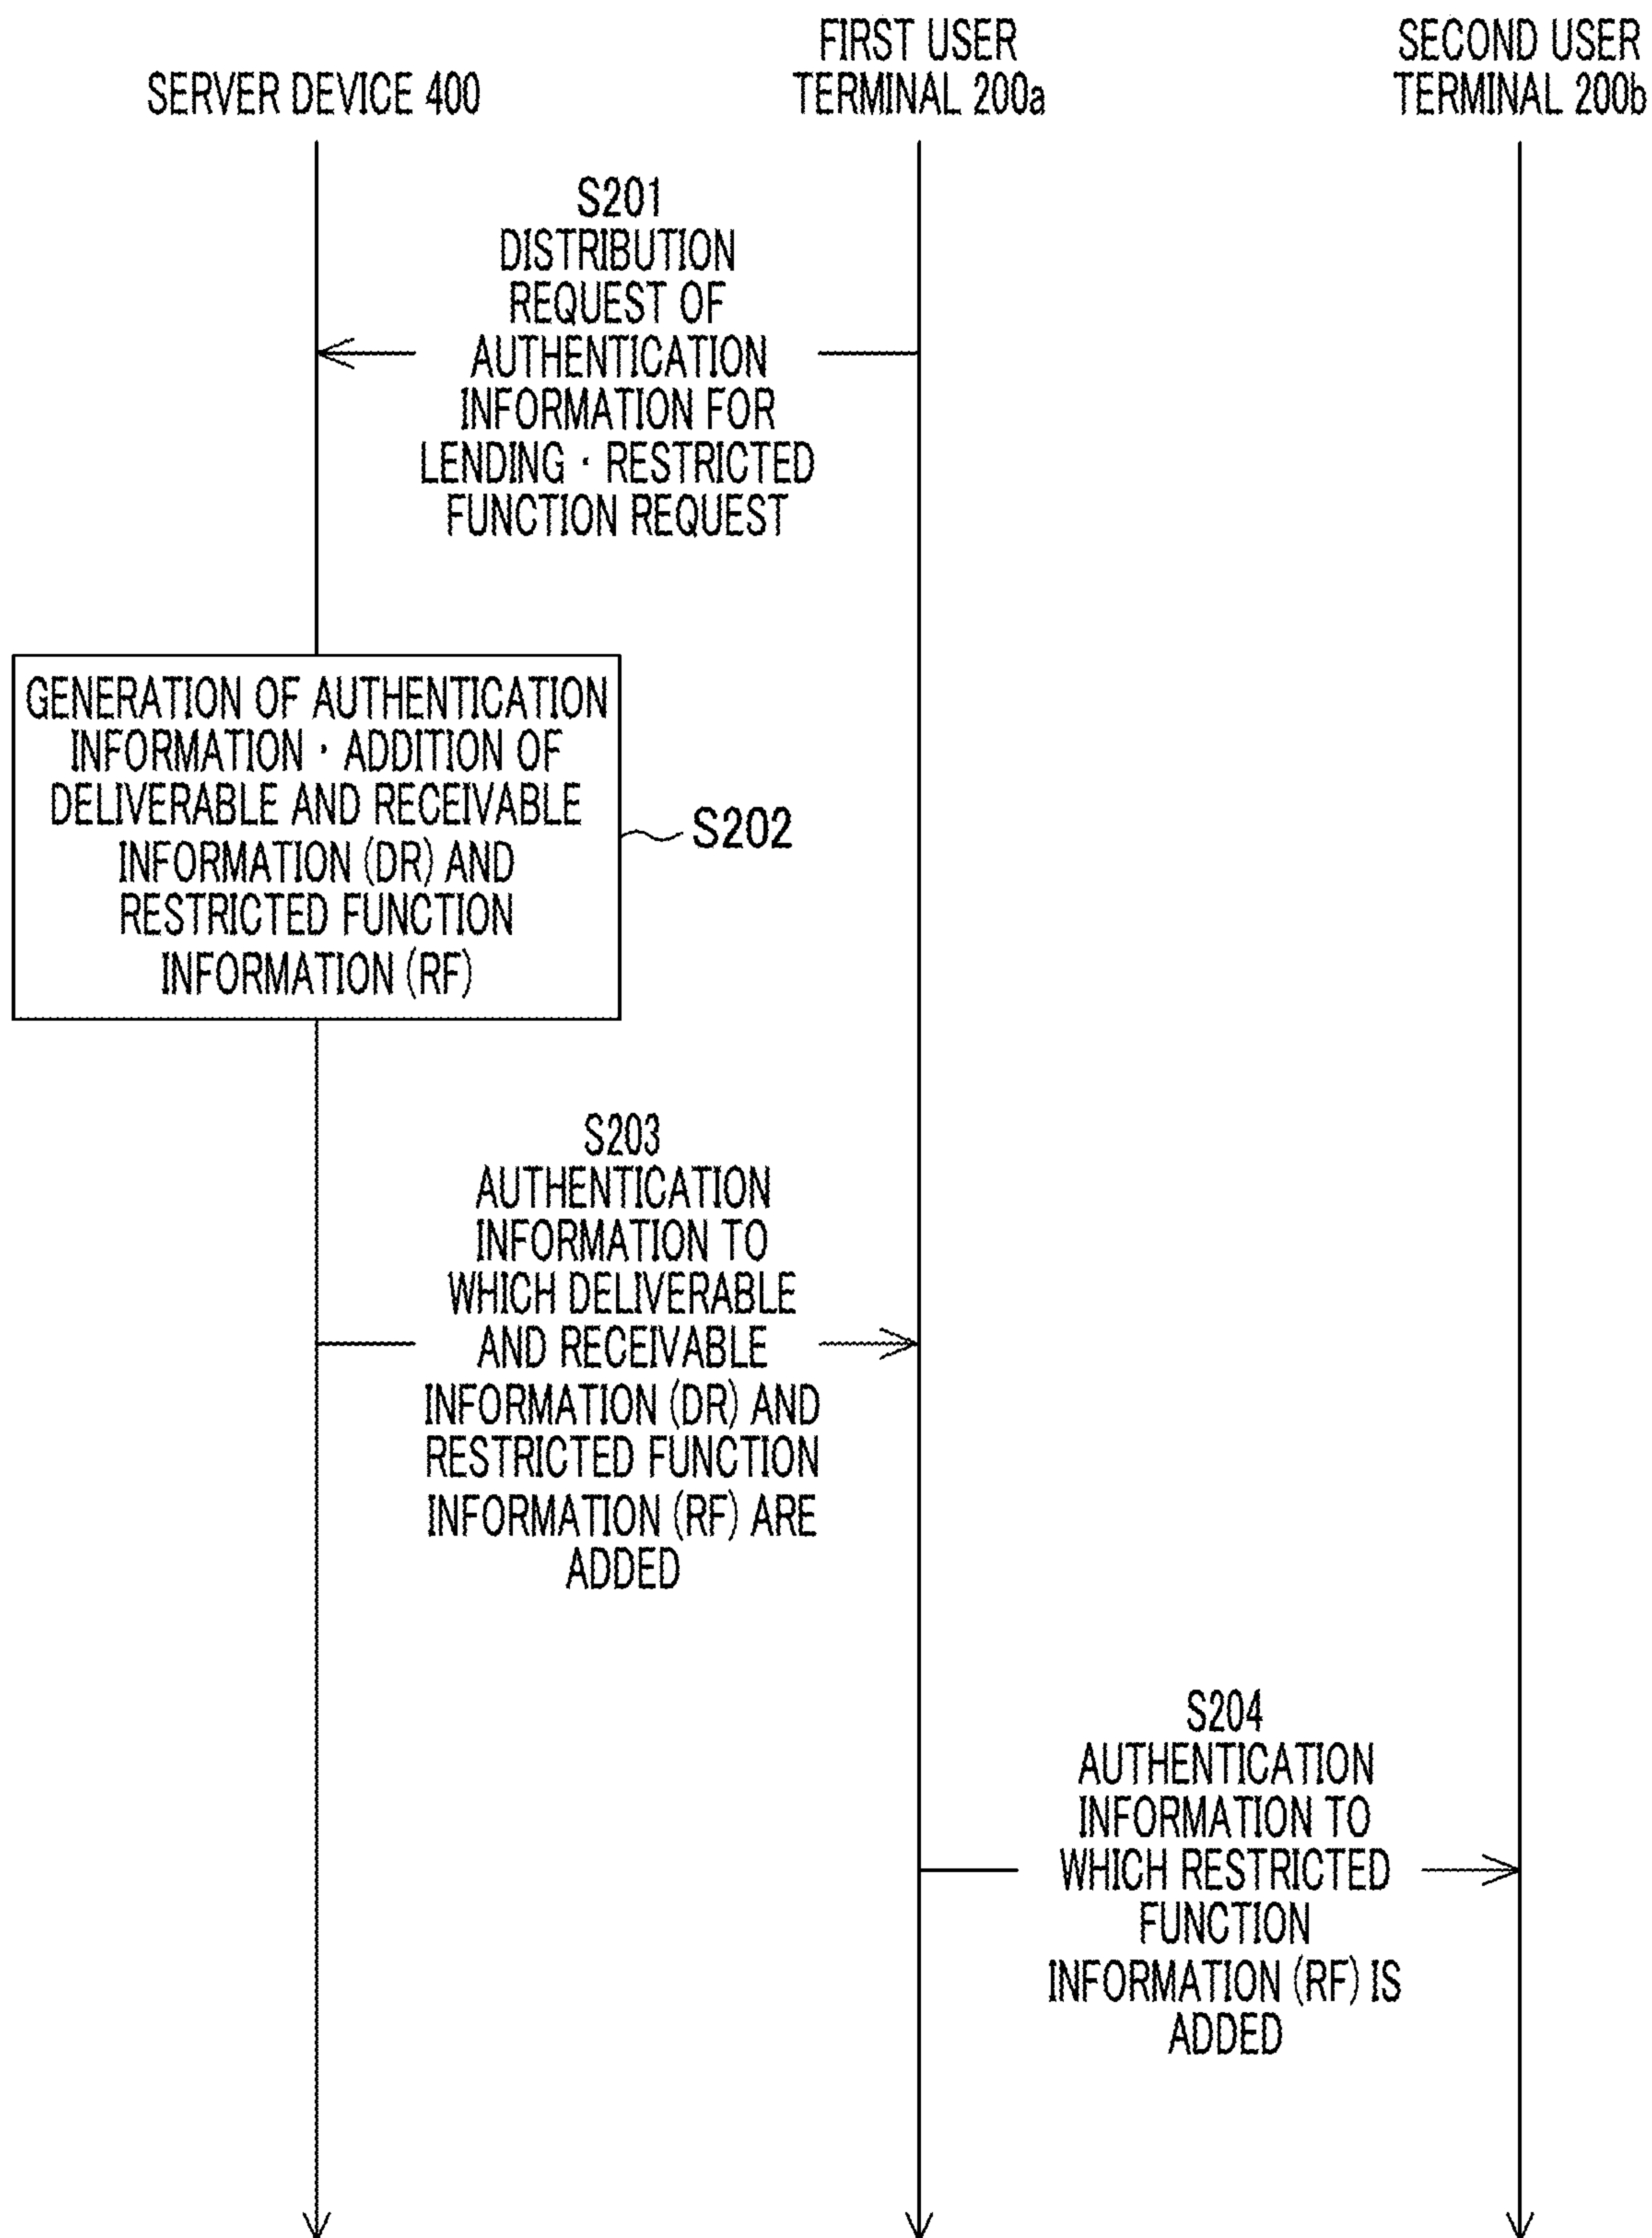 SERVER DEVICE 400
FIRST USER
TERMINAL 200a
SECOND USER
TERMINAL 200b
S201
DISTRIBUTION
REQUEST OF
AUTHENTICATION
INFORMATION FOR
LENDING · RESTRICTED
FUNCTION REQUEST
GENERATION OF AUTHENTICATION
INFORMATION · ADDITION OF
DELIVERABLE AND RECEIVABLE
INFORMATION (DR) AND
RESTRICTED FUNCTION
INFORMATION (RF)
S202
S203
AUTHENTICATION
INFORMATION TO
WHICH DELIVERABLE
AND RECEIVABLE
INFORMATION (DR) AND
RESTRICTED FUNCTION
INFORMATION (RF) ARE
ADDED
S204
AUTHENTICATION
INFORMATION TO
WHICH RESTRICTED
FUNCTION
INFORMATION (RF) IS
ADDED